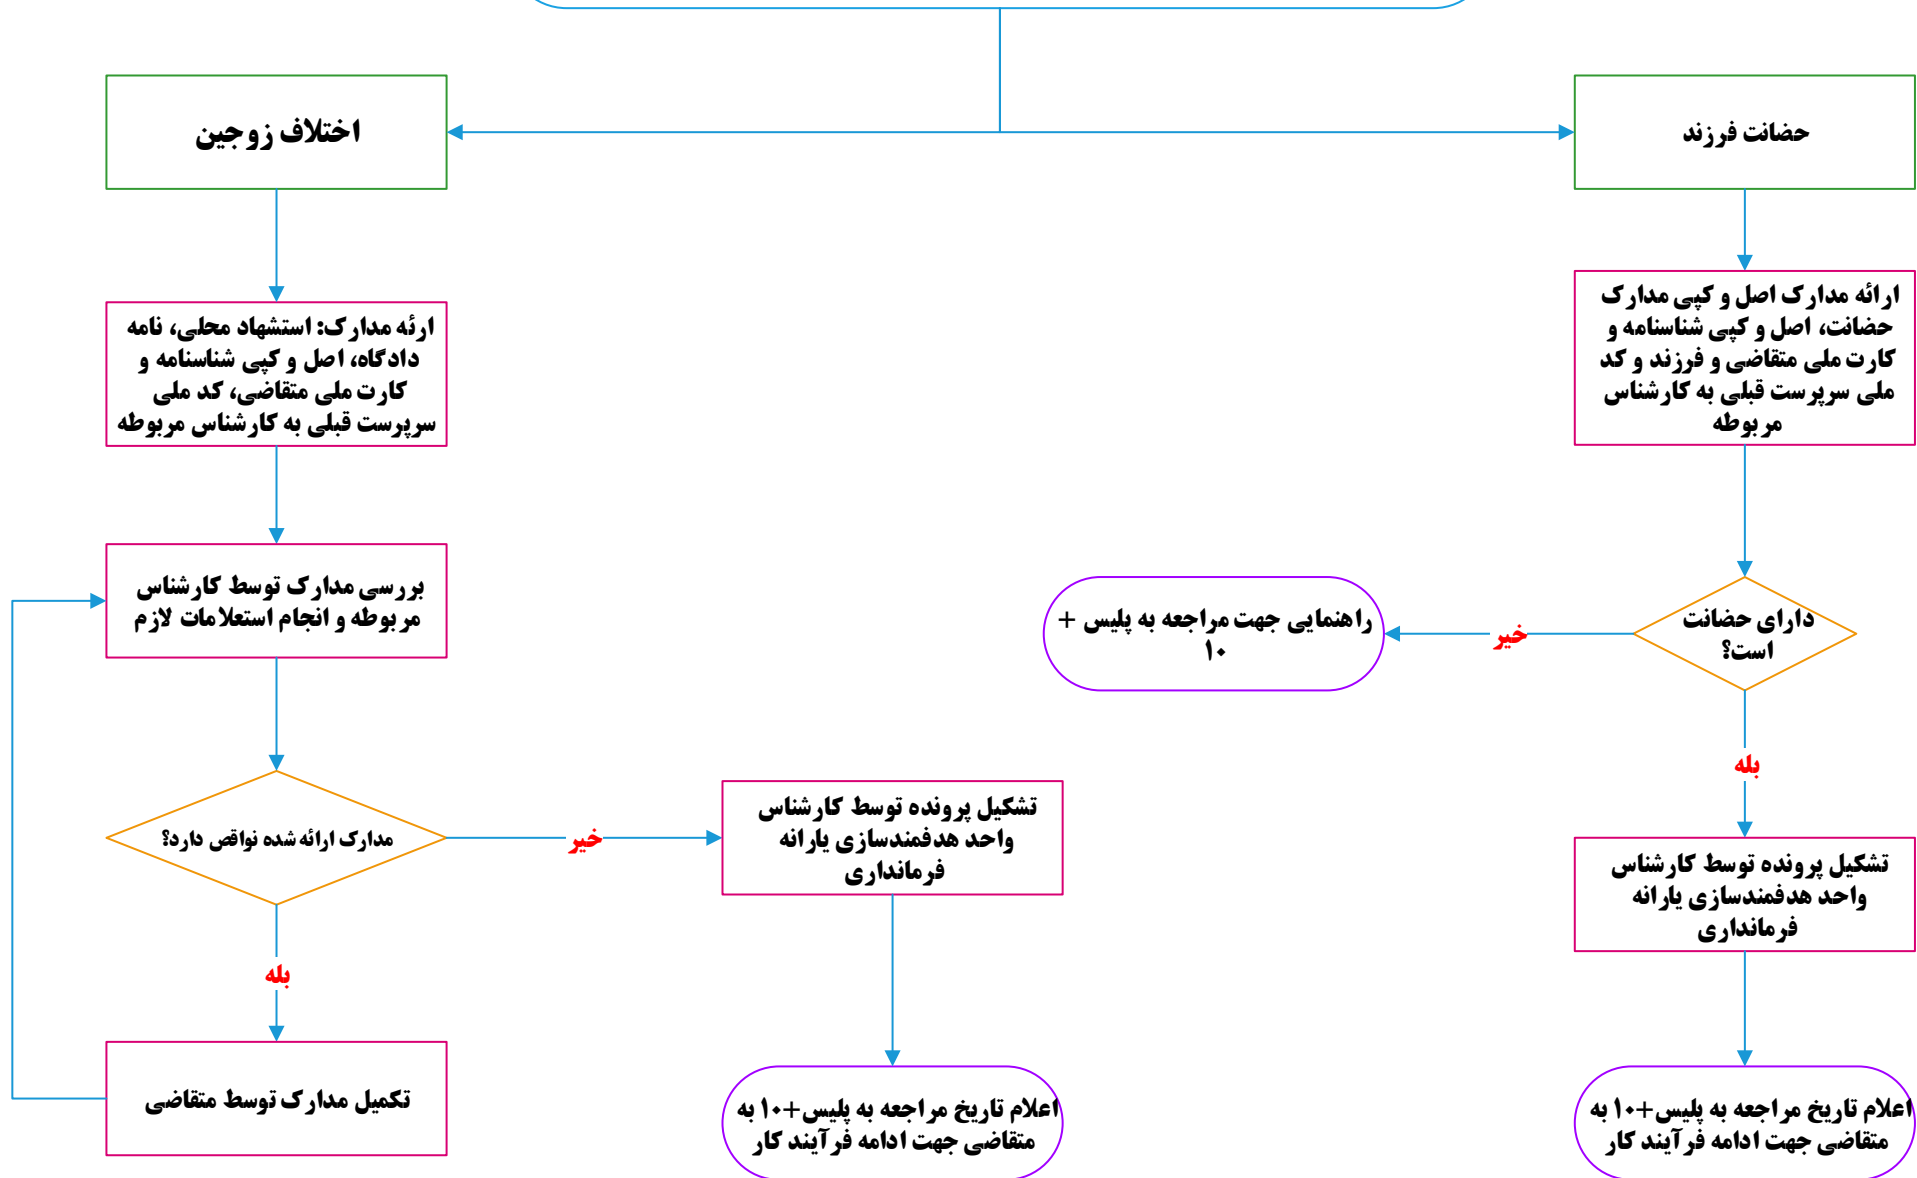 حضانت فرزند
اختلاف زوجین
ارائه مدارک اصل و کپی مدارک
حضانت، اصل و کپی شناسنامه و
کارت ملی متقاضی و فرزند و کد
ملی سرپرست قبلی به کارشناس
مربوطه
ارئه مدارک: استشهاد محلی، نامه
دادگاه، اصل و کپی شناسنامه و
کارت ملی متقاضی، کد ملی
سرپرست قبلی به کارشناس مربوطه
دارای حضانت
است؟
خیر
راهنمایی جهت مراجعه به پلیس +
۱۰
بله
تشکیل پرونده توسط کارشناس
واحد هدفمندسازی یارانه
فرمانداری
اعلام تاریخ مراجعه به پلیس+۱۰ به
متقاضی جهت ادامه فرآیند کار
بررسی مدارک توسط کارشناس
مربوطه و انجام استعلامات لازم
مدارک ارائه شده نواقص دارد؟
خیر
تشکیل پرونده توسط کارشناس
واحد هدفمندسازی یارانه
فرمانداری
اعلام تاریخ مراجعه به پلیس+۱۰ به
متقاضی جهت ادامه فرآیند کار
بله
تکمیل مدارک توسط متقاضی